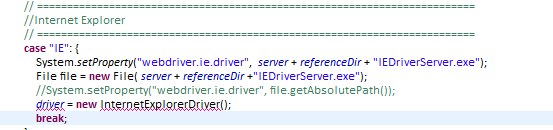 // ===========================================================================
//Internet Explorer
// ===========================================================================
case "IE": {
System.setProperty("webdriver.ie.driver",  server + referenceDir + "IEDriverServer.exe");
File file = new File( server + referenceDir +"IEDriverServer.exe");
//System.setProperty("webdriver.ie.driver", file.getAbsolutePath());
driver = new InternetExplorerDriver();
break;